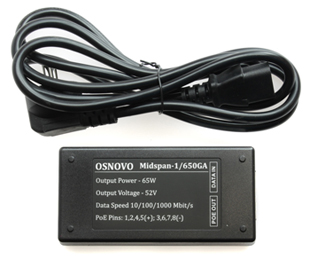 OSNOVO Midspan-1/650GA
Output Power - 65W
Output Voltage - 52V
Data Speed 10/100/1000 Mbit/s
PoE Pins: 1,2,4,5(+); 3,6,7,8(-)
DATA IN
POE OUT